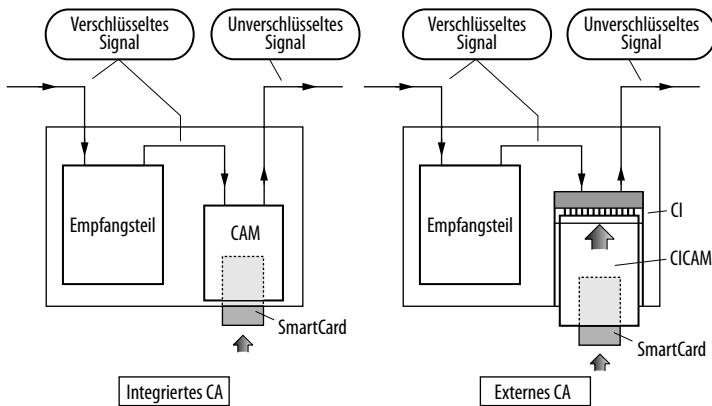 Verschlüsseltes
Signal
Unverschlüsseltes
Signal
Empfangsteil
CAM
SmartCard
Integriertes CA
Verschlüsseltes
Signal
Unverschlüsseltes
Signal
Empfangsteil
CI
CICAM
SmartCard
Externes CA